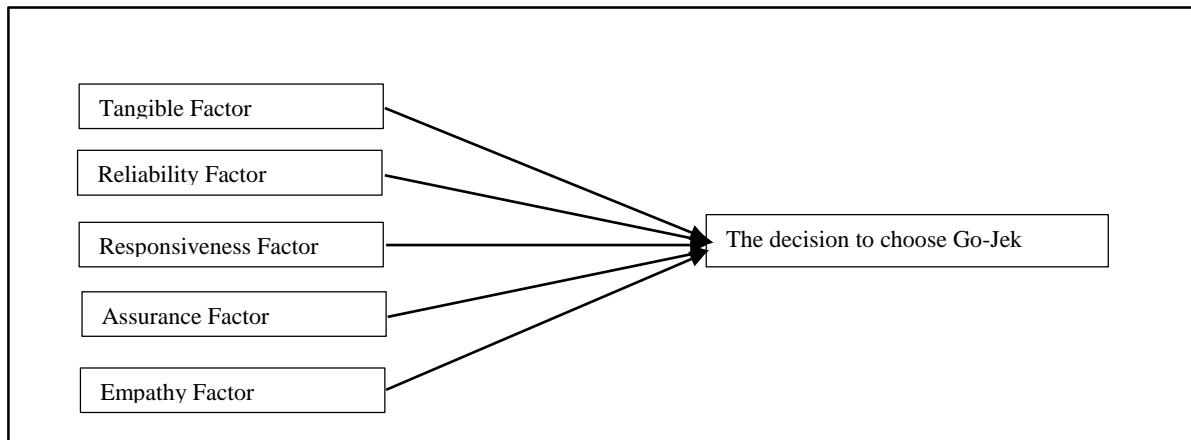 Tangible Factor
Reliability Factor
Responsiveness Factor
The decision to choose Go-Jek
Assurance Factor
Empathy Factor